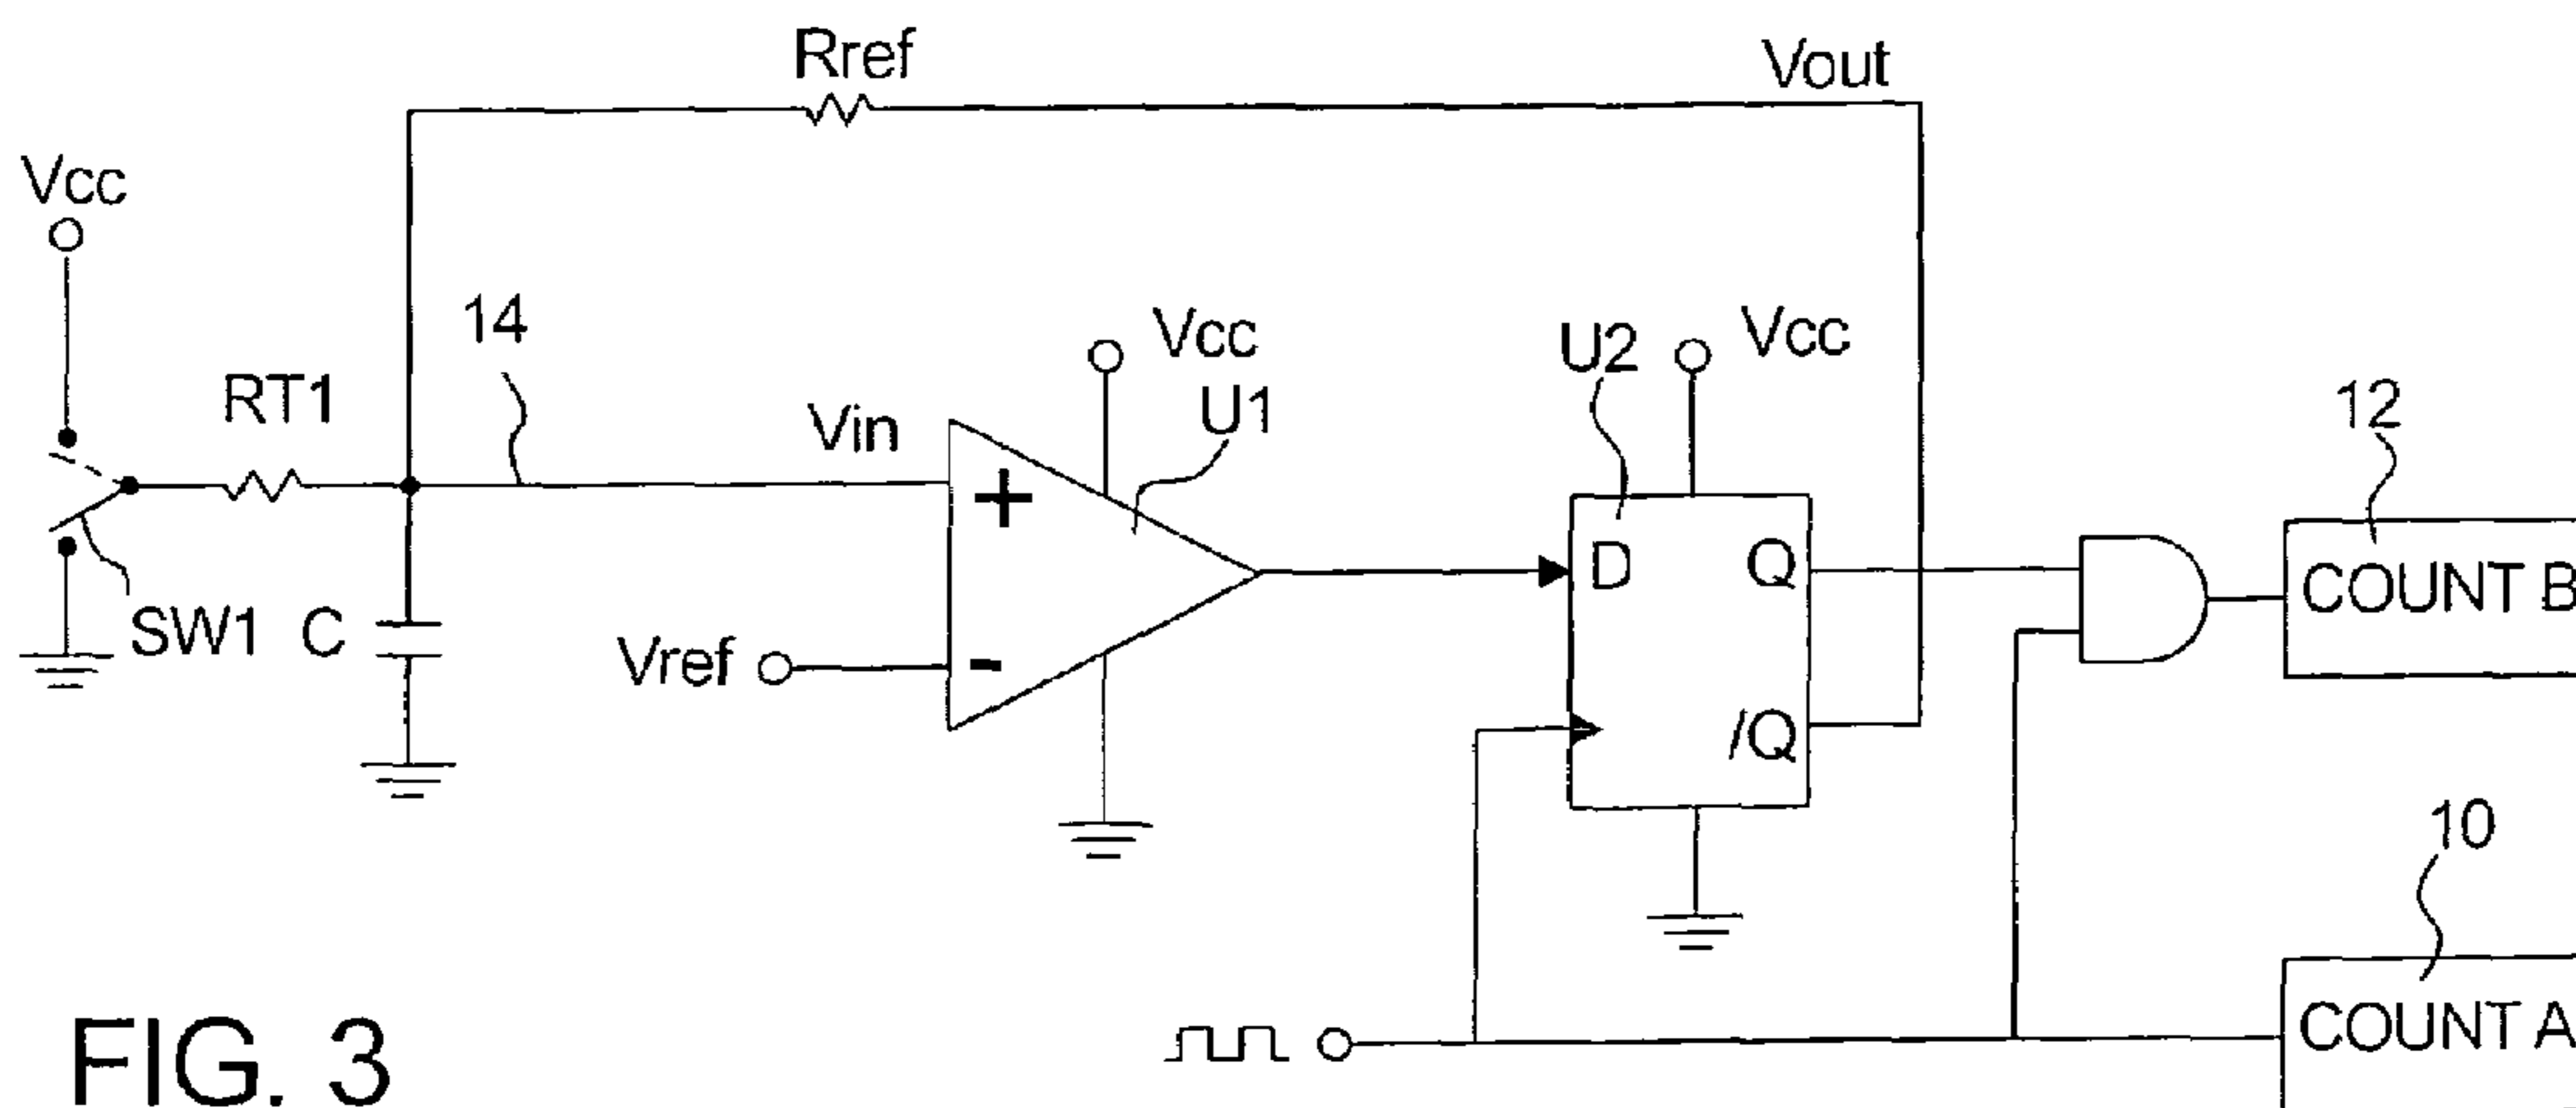 Rref
Vout
Vcc
14
Vcc
U1
U2
Vcc
RT1
Vin
12
+
D
Q
COUNT B
SW1
C
Vref
-
/Q
10
COUNT A
FIG. 3